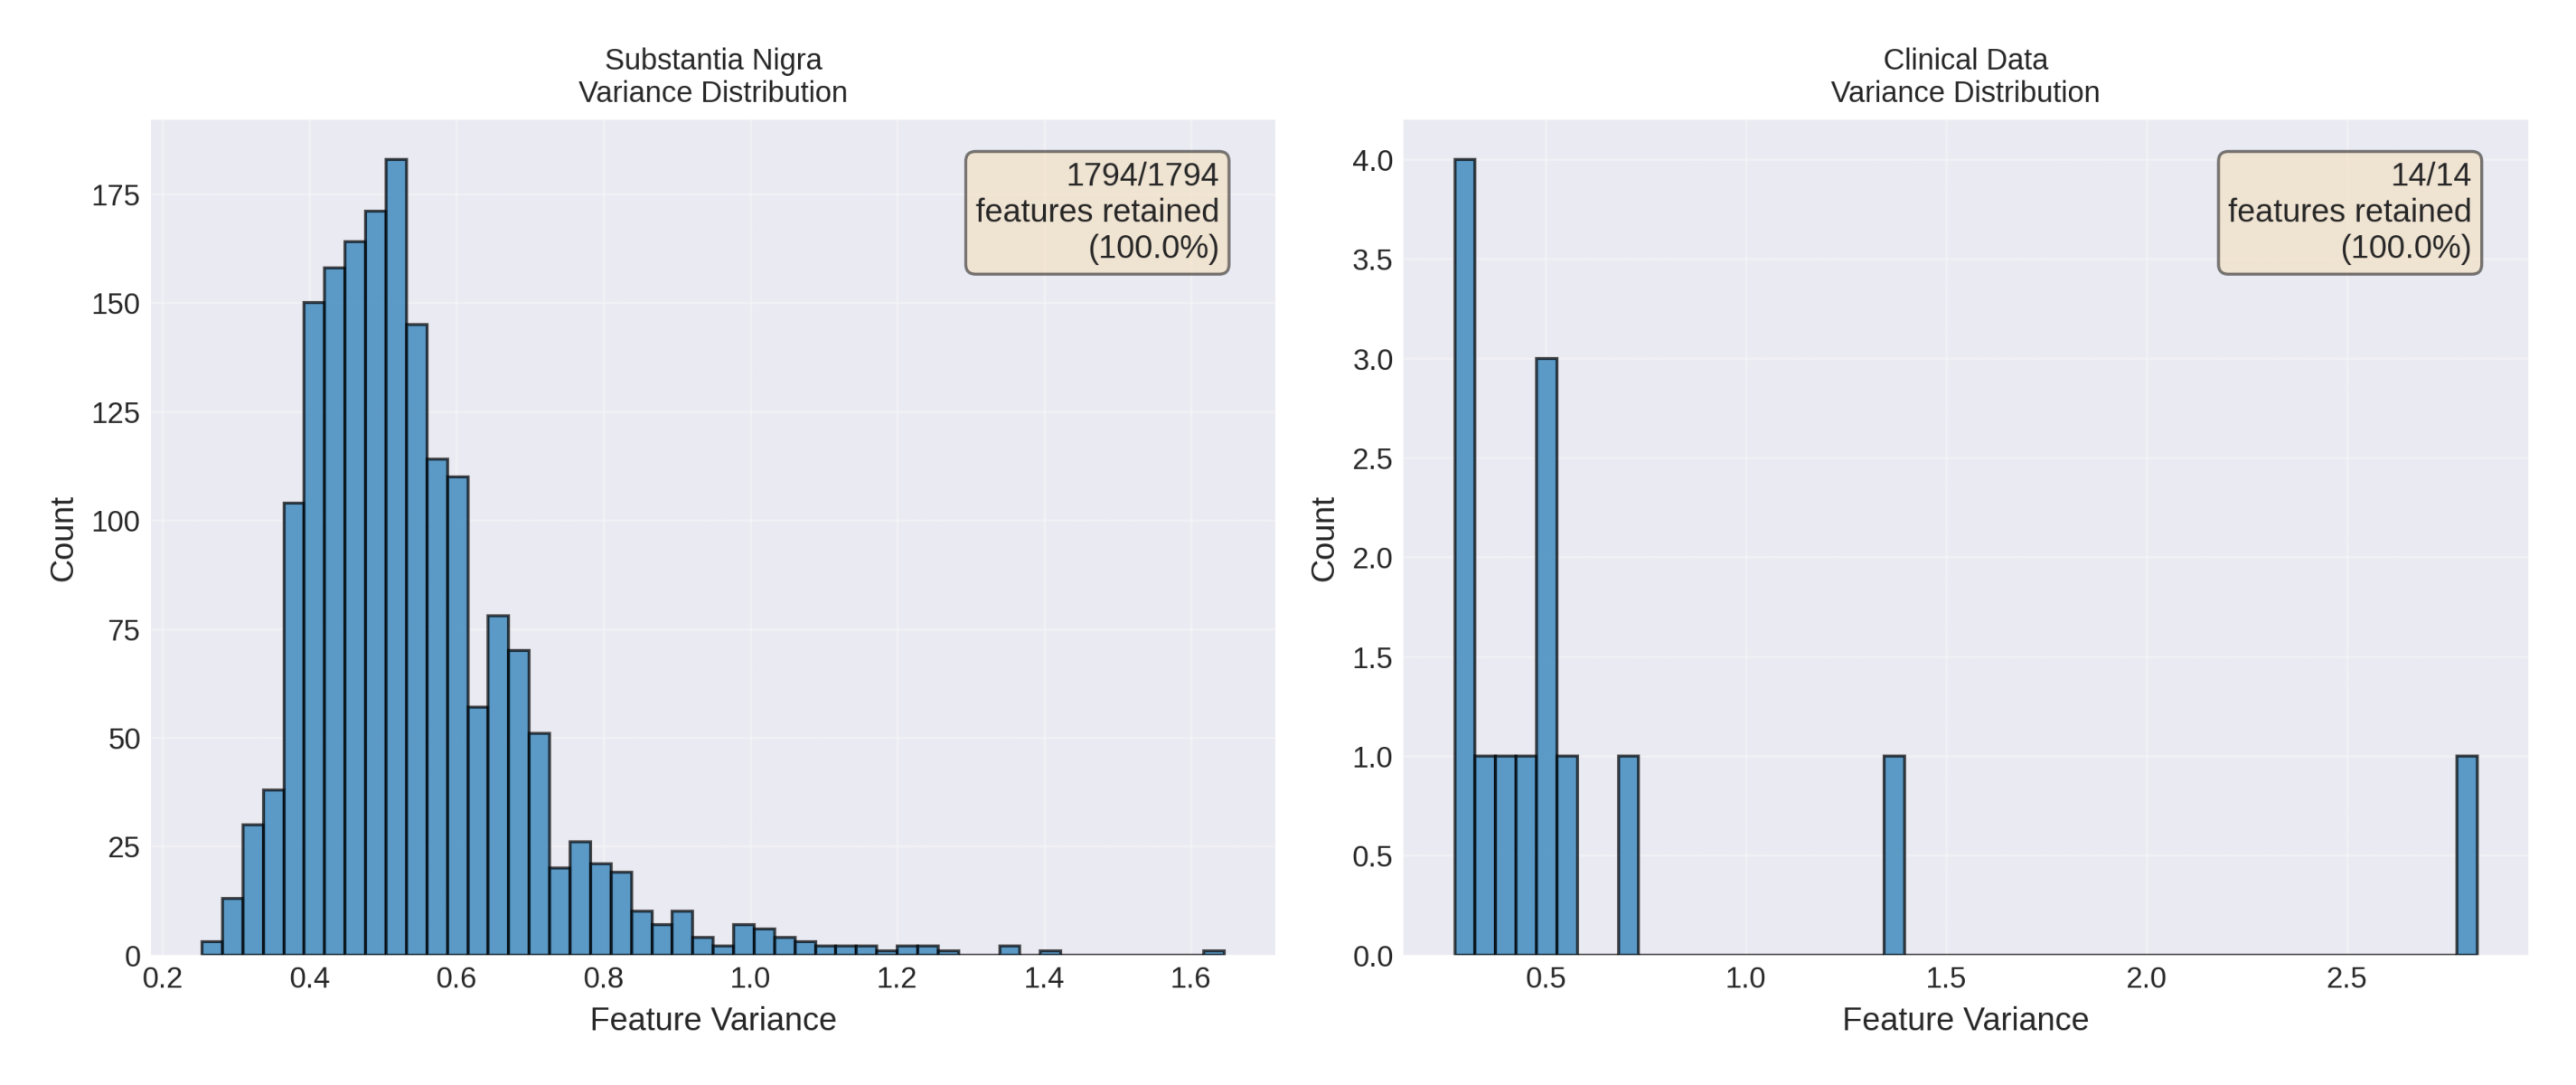 Substantia Nigra
Variance Distribution
1794/1794
features retained
(100.0%)
175
150
125
100
75
50
25
0
Count
0.2 0.4 0.6 0.8 1.0 1.2 1.4 1.6
Feature Variance
Clinical Data
Variance Distribution
14/14
features retained
(100.0%)
4.0
3.5
3.0
2.5
2.0
1.5
1.0
0.5
0.0
Count
0.5 1.0 1.5 2.0 2.5
Feature Variance